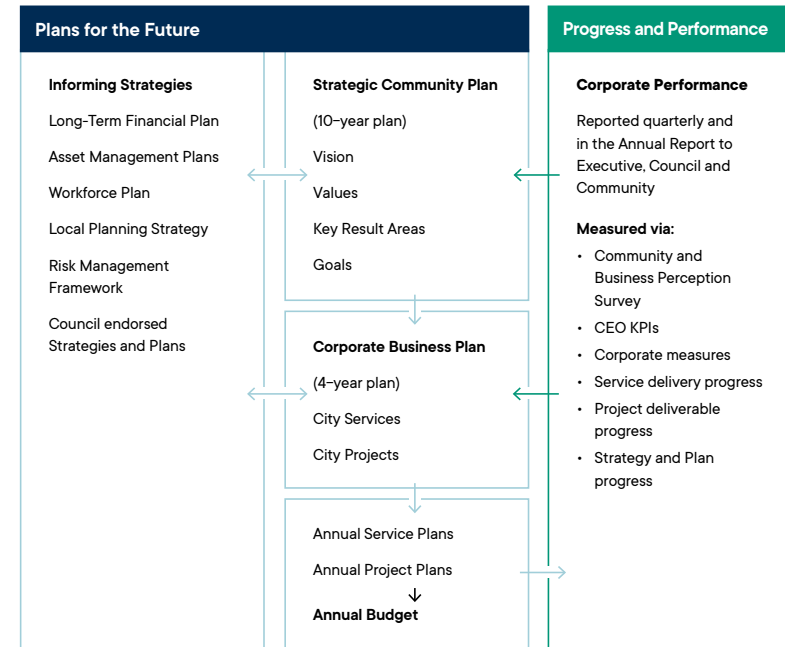 Plans for the Future
Informing Strategies
Long-Term Financial Plan
Asset Management Plans
Workforce Plan
Local Planning Strategy
Risk Management
Framework
Council endorsed
Strategies and Plans
Strategic Community Plan
(10-year plan)
Vision
Values
Key Result Areas
Goals
Corporate Business Plan
(4-year plan)
City Services
City Projects
Annual Service Plans
Annual Project Plans
Annual Budget
Progress and Performance
Corporate Performance
Reported quarterly and
in the Annual Report to
Executive, Council and
Community
Measured via:
• Community and
Business Perception
Survey
• CEO KPIs
• Corporate measures
• Service delivery progress
• Project deliverable
progress
• Strategy and Plan
progress